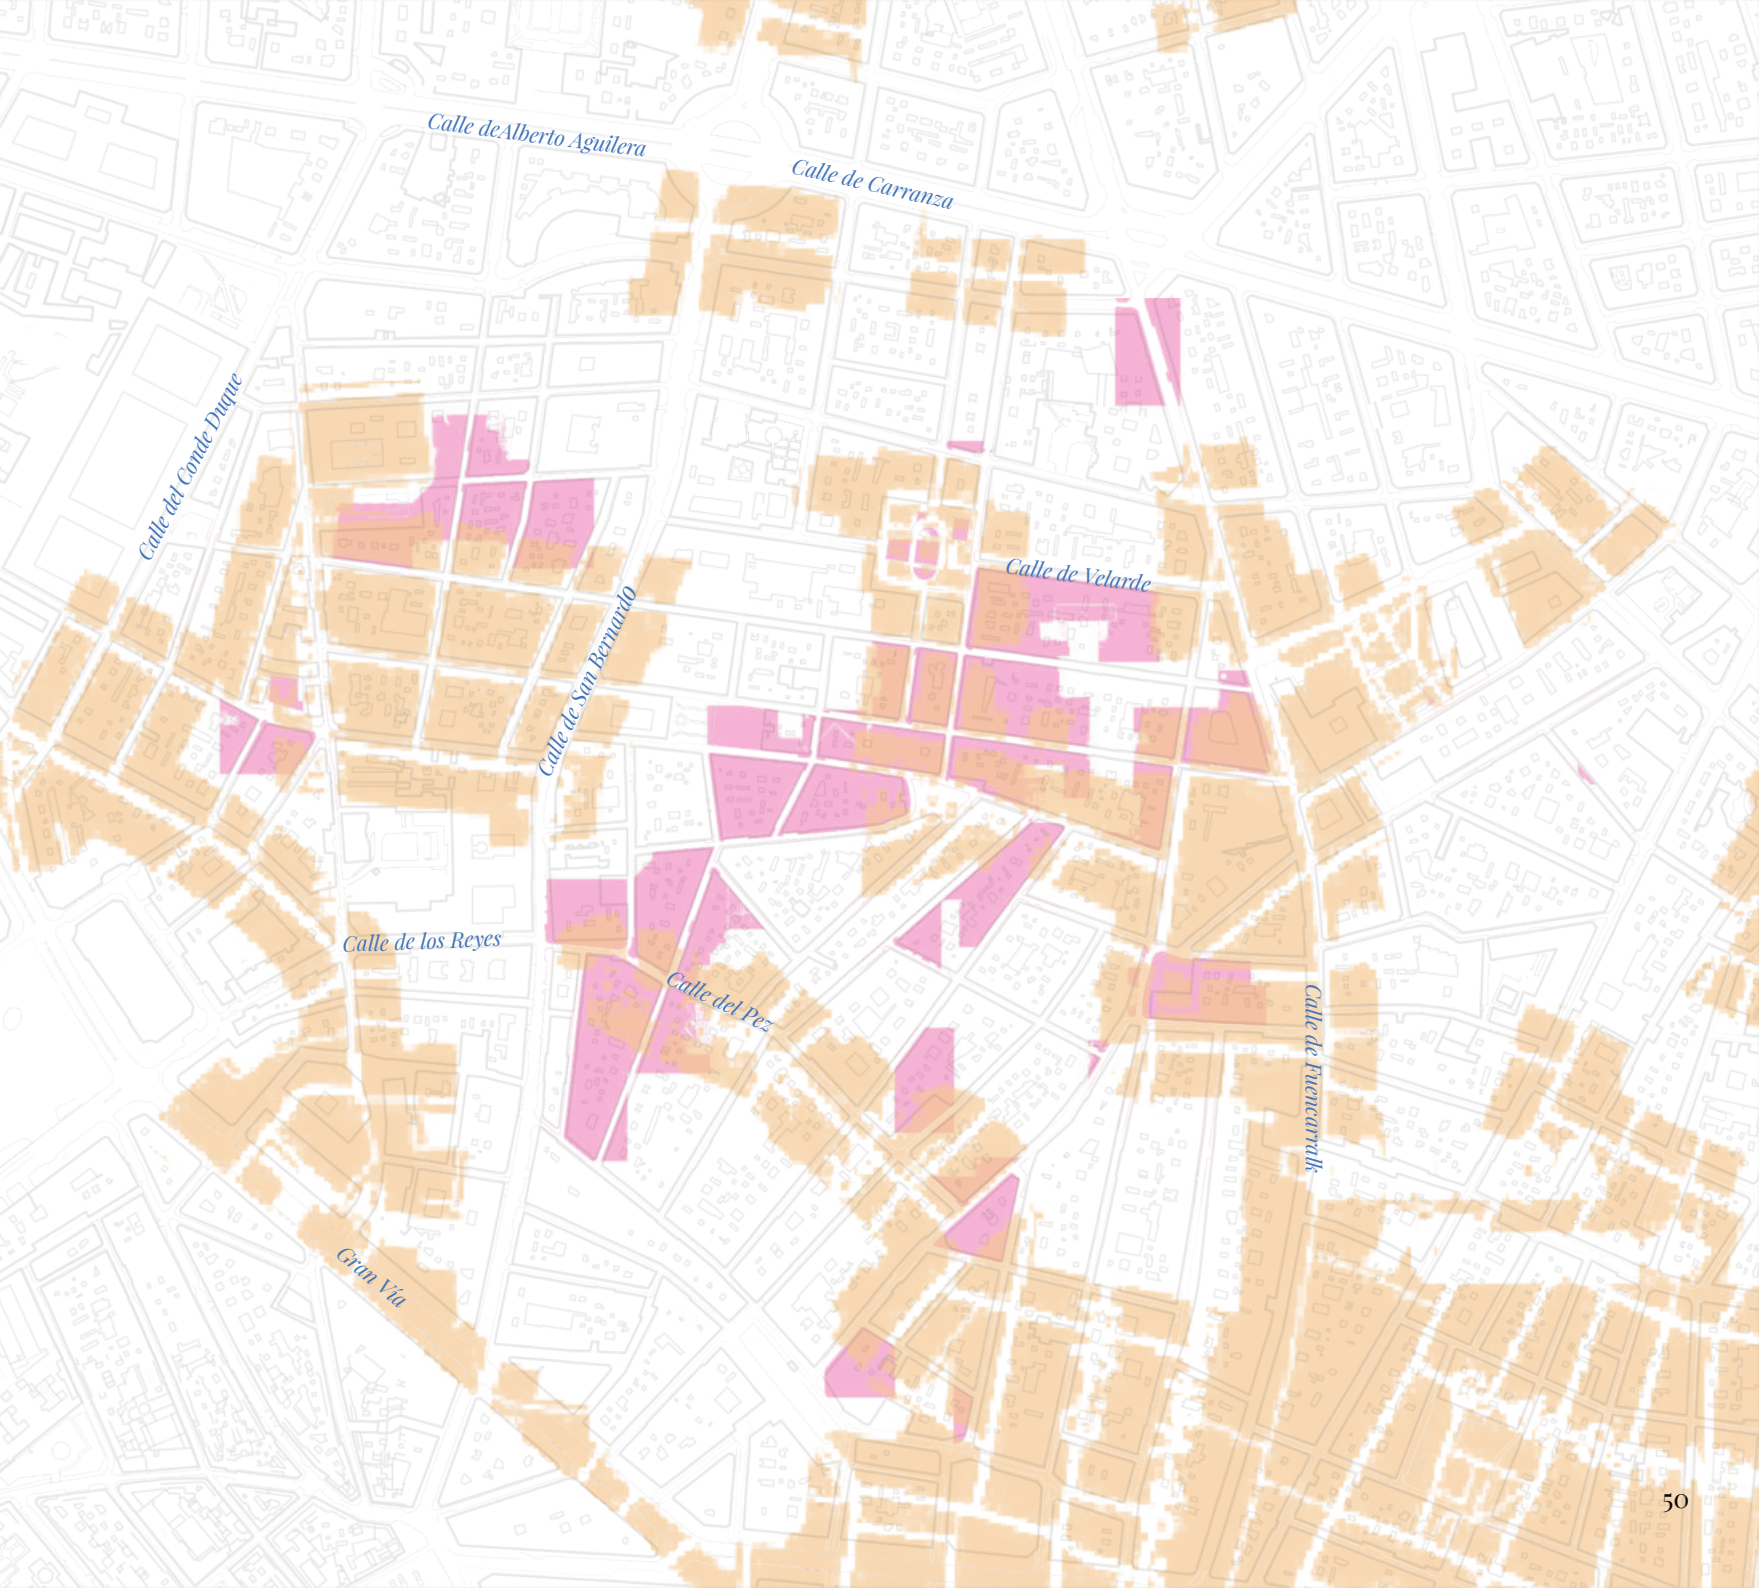 Calle deAlberto Aguilera
Calle de Carranza
Calle del Conde Duque
Calle de Velarde
Calle de San Bernardo
Calle de los Reyes
Calle del Pez
Calle de Fuencarralk
Gran Vía
50